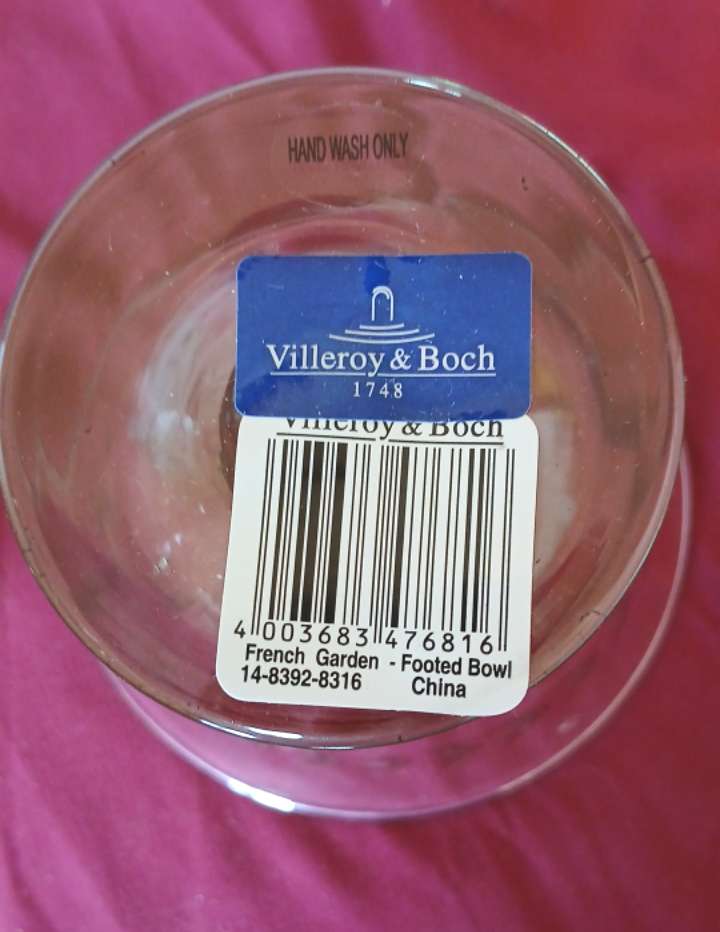 HAND WASH ONLY
Villeroy & Boch
1748
Villeroy & Boch
4 003683 476816
French Garden - Footed Bowl
14-8392-8316 China